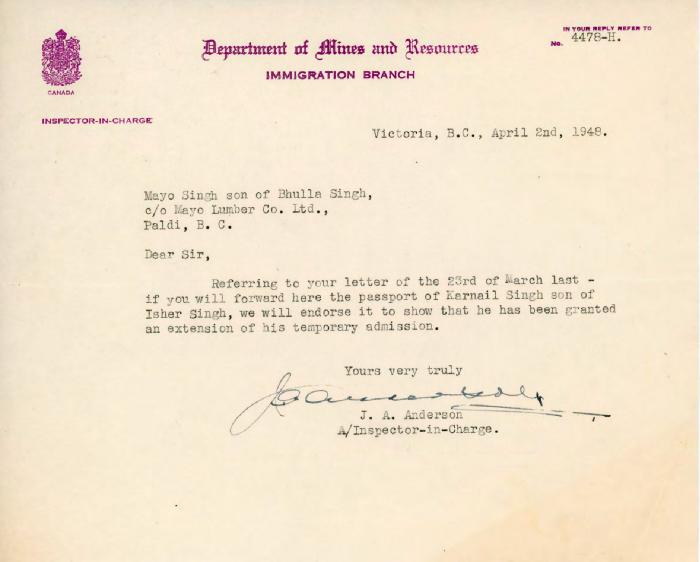 Department of Mines and Resources
IMMIGRATION BRANCH
IN YOUR REPLY REFER TO
No. 4478-H.
CANADA
INSPECTOR-IN-CHARGE
Victoria, B.C., April 2nd, 1948.
Mayo Singh son of Bhulla Singh,
c/o Mayo Lumber Co. Ltd.,
Paldi, B. C.
Dear Sir,
Referring to your letter of the 23rd of March last -
if you will forward here the passport of Karnail Singh son of
Isher Singh, we will endorse it to show that he has been granted
an extension of his temporary admission.
Yours very truly
J. A. Anderson
A/Inspector-in-Charge.